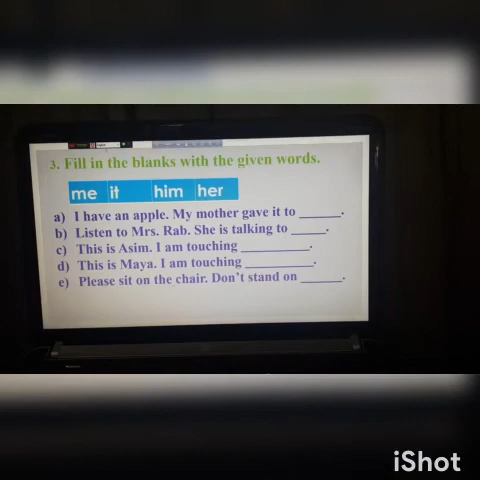 3. Fill in the blanks with the given words.
me it him her
a) I have an apple. My mother gave it to ______.
b) Listen to Mrs. Rab. She is talking to _____.
c) This is Asim. I am touching __________.
d) This is Maya. I am touching __________.
e) Please sit on the chair. Don't stand on ______.
iShot